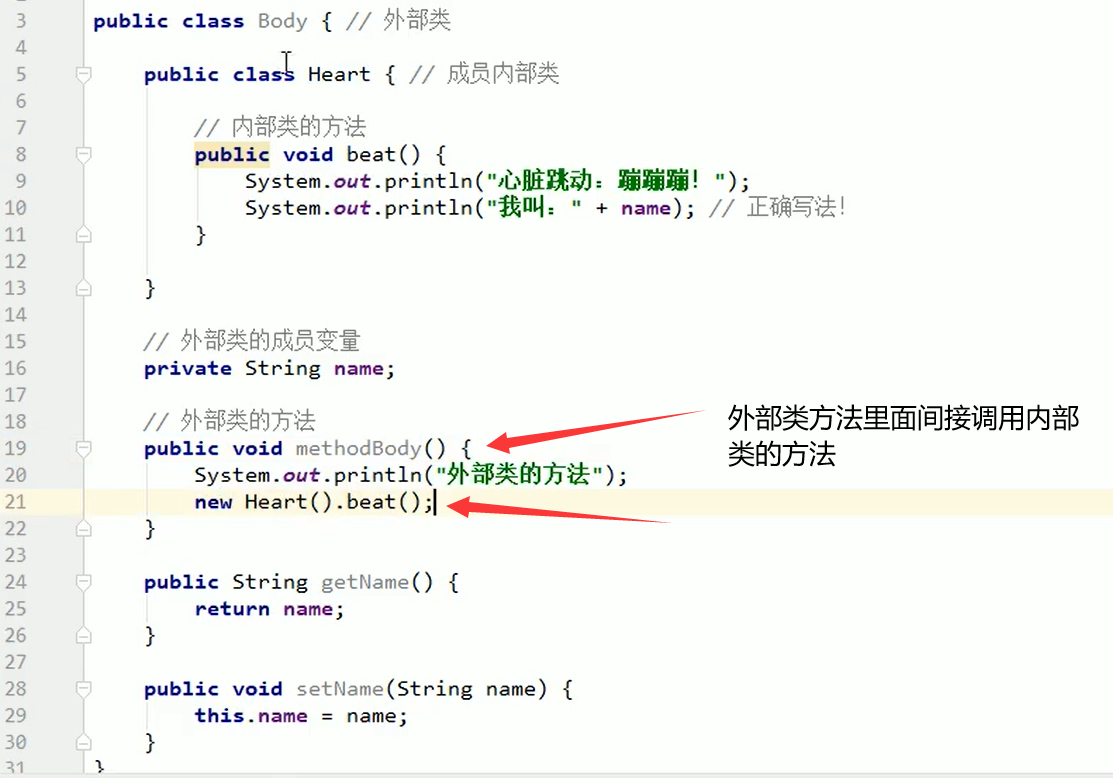 3 public class Body { // 外部类
4
5 public class Heart { // 成员内部类
6
7 // 内部类的方法
8 public void beat() {
9 System.out.println("心脏跳动：蹦蹦蹦！");
10 System.out.println("我叫：" + name); // 正确写法！
11 }
12
13 }
14
15 // 外部类的成员变量
16 private String name;
17
18 // 外部类的方法
19 public void methodBody() {
20 System.out.println("外部类的方法");
21 new Heart().beat();
22 }
23
24 public String getName() {
25 return name;
26 }
27
28 public void setName(String name) {
29 this.name = name;
30 }
31 }
外部类方法里面间接调用内部
类的方法